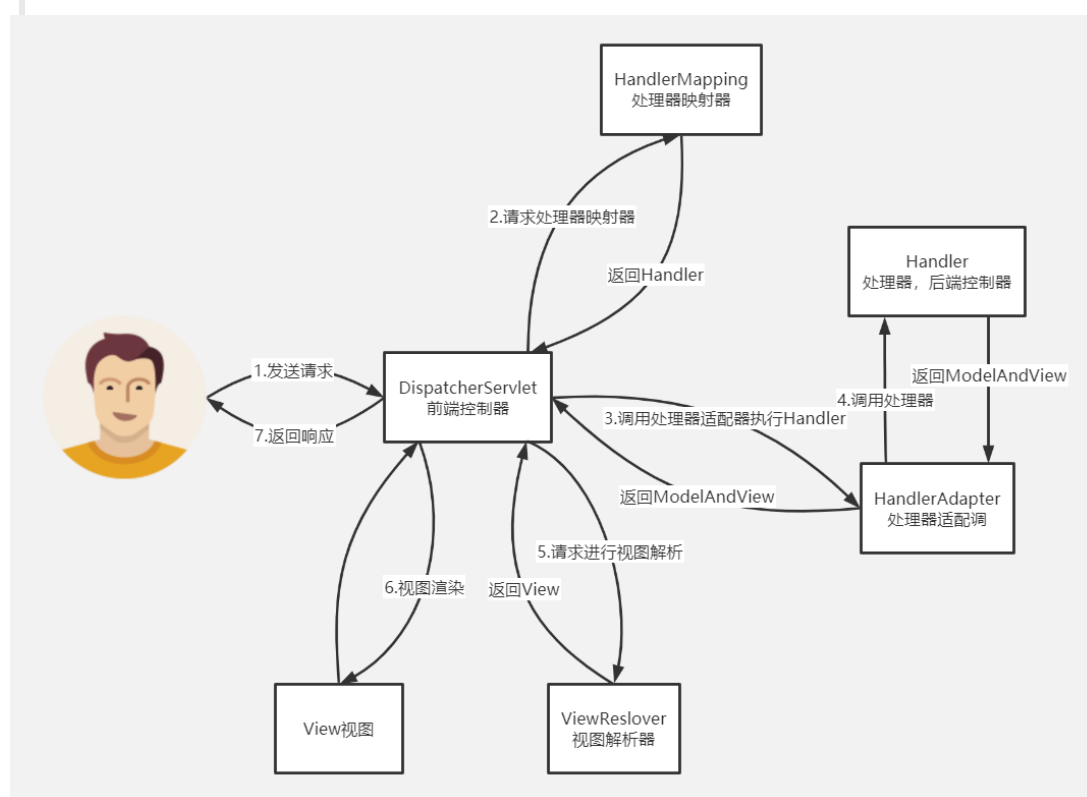 HandlerMapping
处理器映射器
2.请求处理器映射器
返回Handler
Handler
处理器，后端控制器
1.发送请求
DispatcherServlet
前端控制器
7.返回响应
返回ModelAndView
4.调用处理器
3.调用处理器适配器执行Handler
返回ModelAndView
HandlerAdapter
处理器适配调
5.请求进行视图解析
6.视图渲染
返回View
View视图
ViewReslover
视图解析器